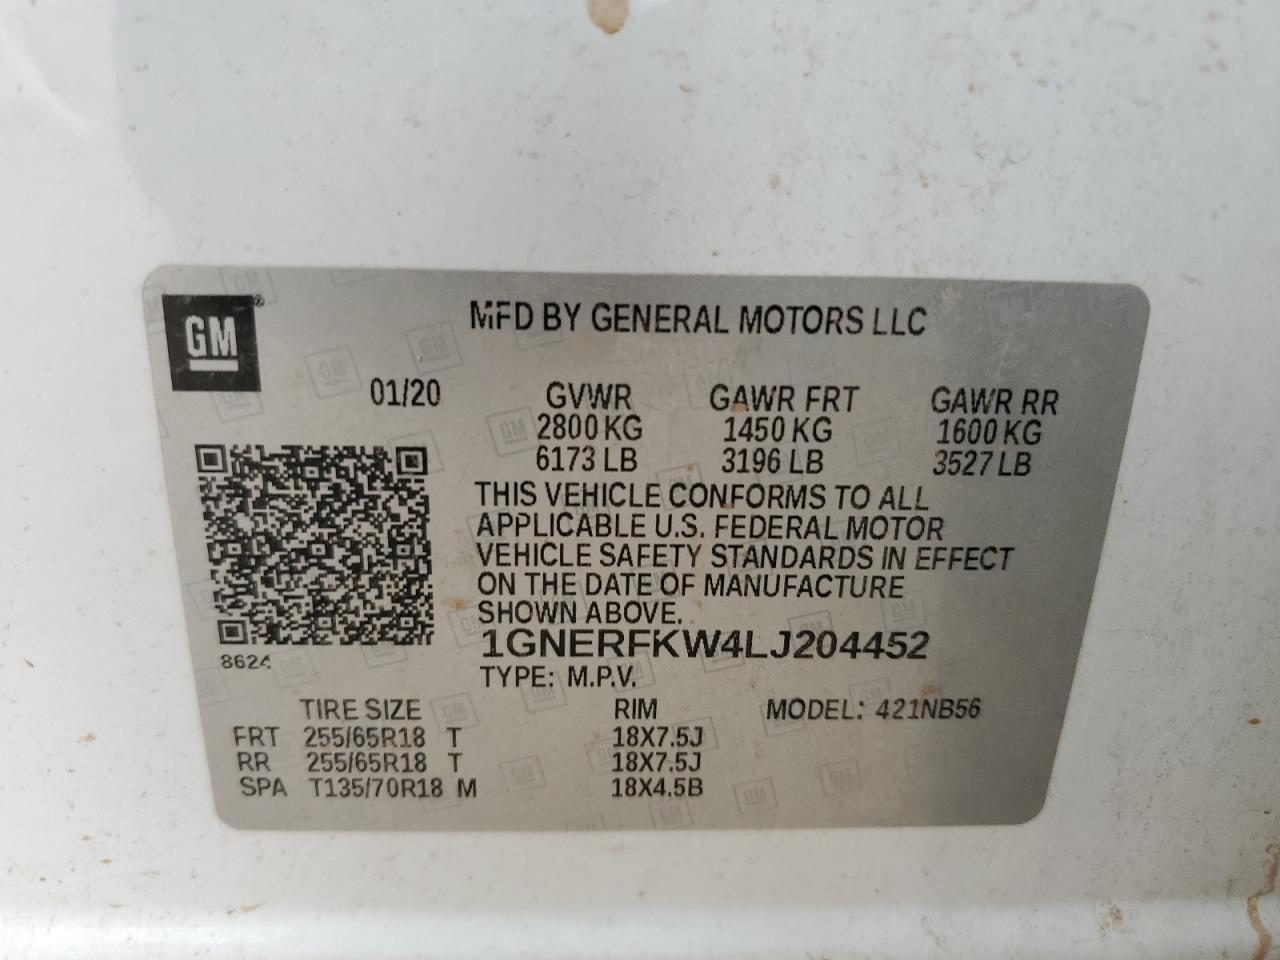 GM®
MFD BY GENERAL MOTORS LLC
01/20 GVWR GAWR FRT GAWR RR
2800 KG 1450 KG 1600 KG
6173 LB 3196 LB 3527 LB
THIS VEHICLE CONFORMS TO ALL
APPLICABLE U.S. FEDERAL MOTOR
VEHICLE SAFETY STANDARDS IN EFFECT
ON THE DATE OF MANUFACTURE
SHOWN ABOVE.
1GNERFKW4LJ204452
8624
TYPE: M.P.V.
TIRE SIZE RIM MODEL: 421NB56
FRT 255/65R18 T 18X7.5J
RR 255/65R18 T 18X7.5J
SPA T135/70R18 M 18X4.5B